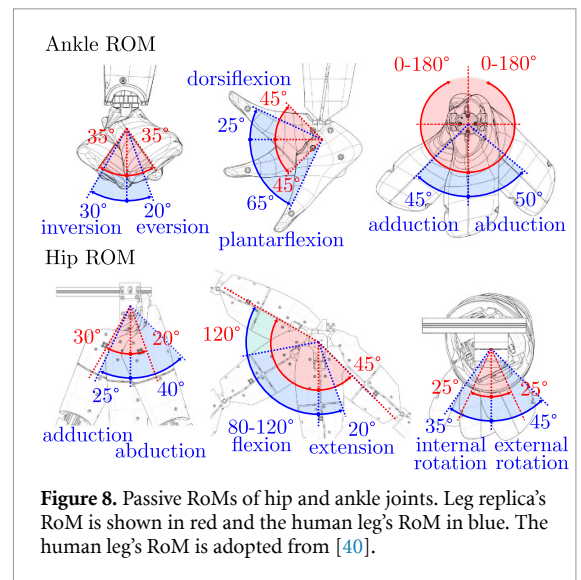 Ankle ROM
0-180° 0-180°
dorsiflexion
45°
35° 35°
25°
45°
30° 20°
65°
45° 50°
inversion eversion
adduction abduction
plantarflexion
Hip ROM
30° 20°
120°
45°
25° 25°
25° 40°
80-120° 20°
35° 45°
adduction
flexion extension
internal external
abduction
rotation rotation
Figure 8. Passive RoMs of hip and ankle joints. Leg replica's
RoM is shown in red and the human leg's RoM in blue. The
human leg's RoM is adopted from [40].